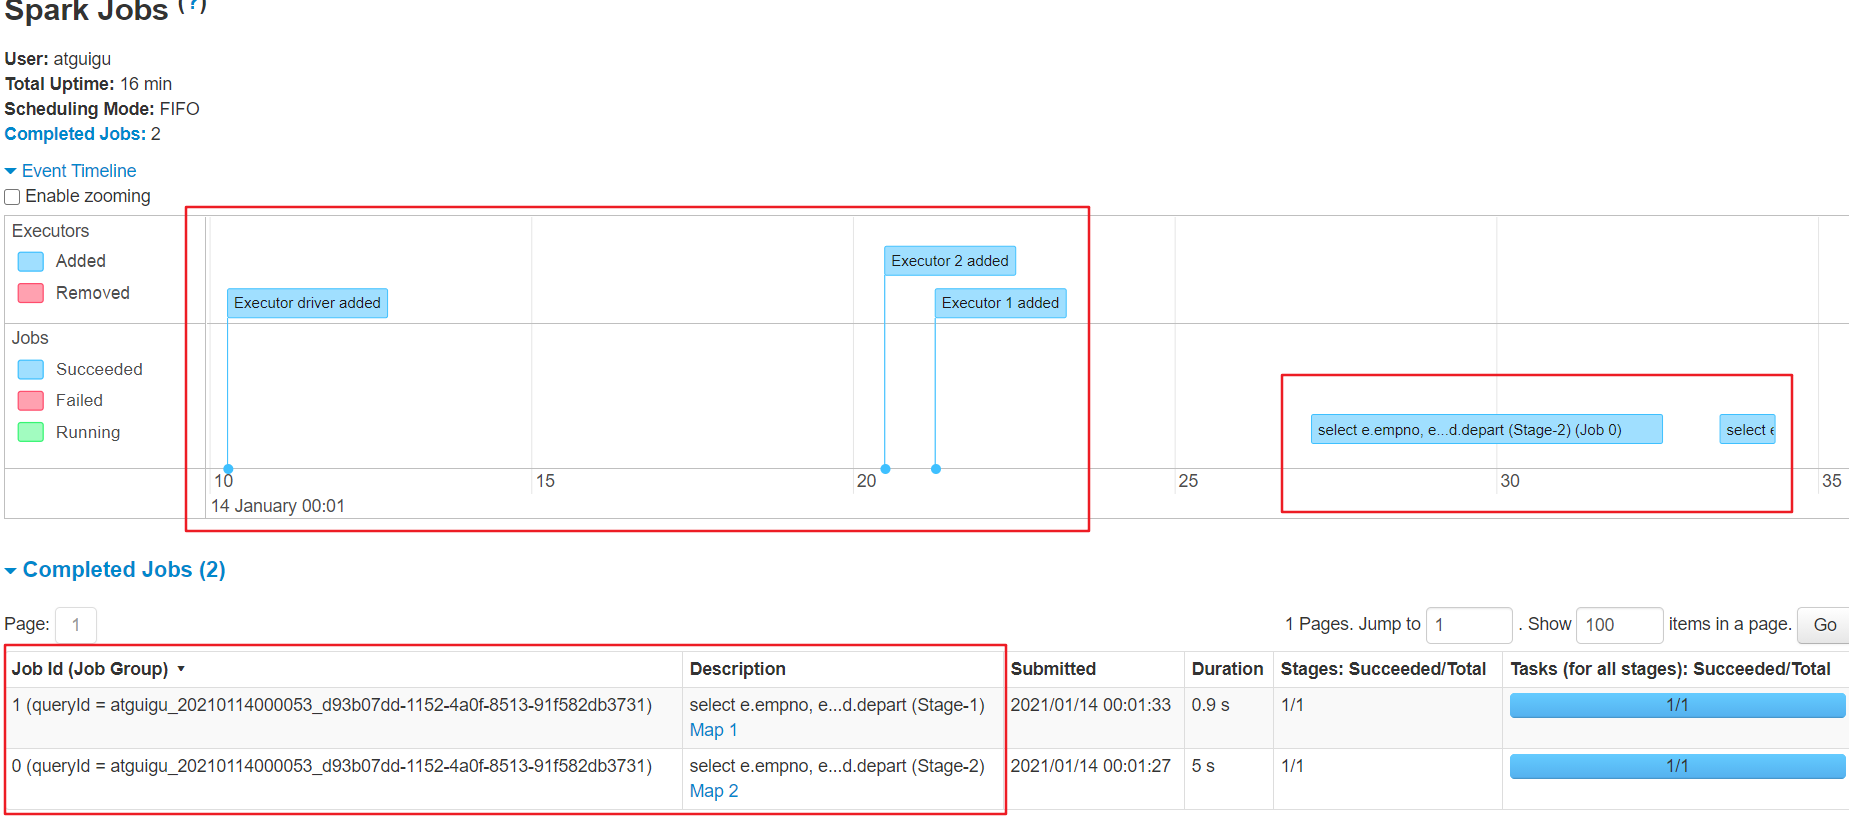 Spark Jobs (?)
User: atguigu
Total Uptime: 16 min
Scheduling Mode: FIFO
Completed Jobs: 2
Event Timeline
Enable zooming
Executors
Added
Removed
Executor driver added
Executor 2 added
Executor 1 added
Jobs
Succeeded
Failed
Running
select e.empno, e...d.depart (Stage-2) (Job 0)
select e
10 15 20 25 30 35
14 January 00:01
Completed Jobs (2)
Page: 1
1 Pages. Jump to 1 . Show 100 items in a page. Go
Job Id (Job Group) ▾ Description Submitted Duration Stages: Succeeded/Total Tasks (for all stages): Succeeded/Total
1 (queryId = atguigu_20210114000053_d93b07dd-1152-4a0f-8513-91f582db3731) select e.empno, e...d.depart (Stage-1) 2021/01/14 00:01:33 0.9 s 1/1 1/1
Map 1
0 (queryId = atguigu_20210114000053_d93b07dd-1152-4a0f-8513-91f582db3731) select e.empno, e...d.depart (Stage-2) 2021/01/14 00:01:27 5 s 1/1 1/1
Map 2